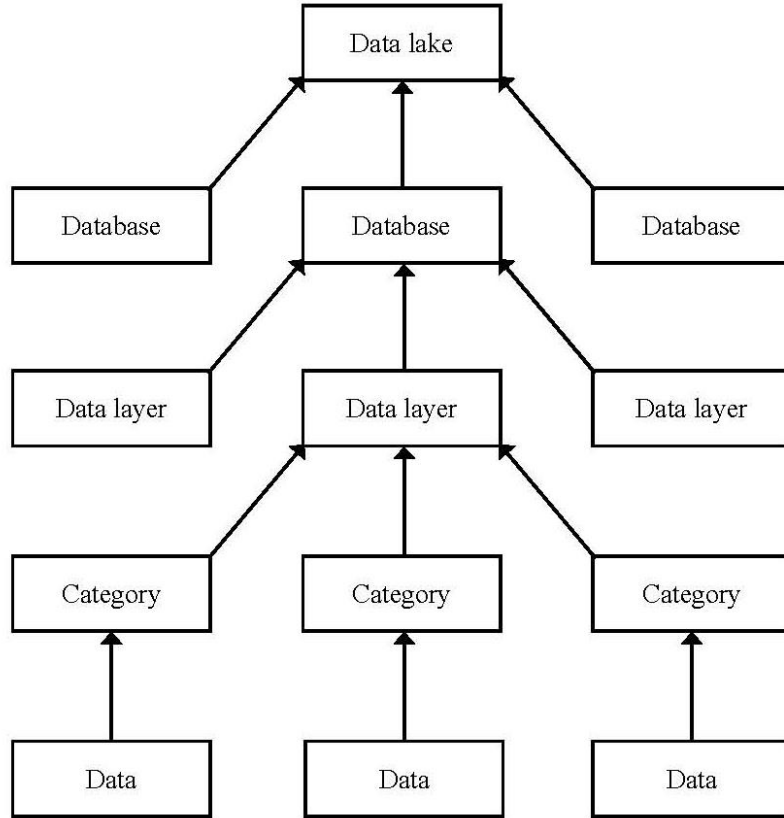 Data lake
Database
Database
Database
Data layer
Data layer
Data layer
Category
Category
Category
Data
Data
Data